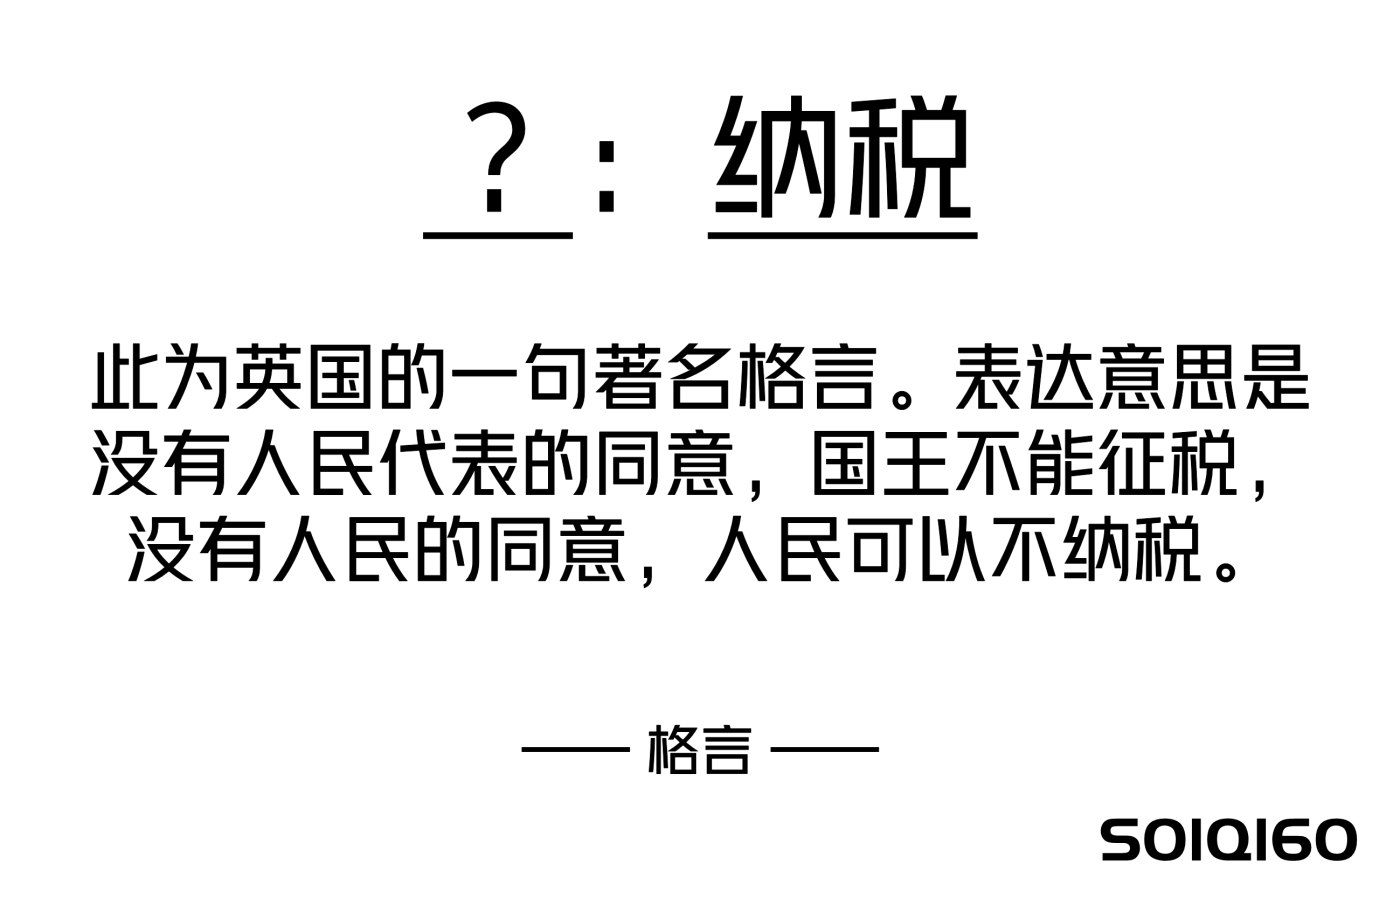 ？：纳税
此为英国的一句著名格言。表达意思是
没有人民代表的同意，国王不能征税，
没有人民的同意，人民可以不纳税。
—— 格言 ——
SOIQI60